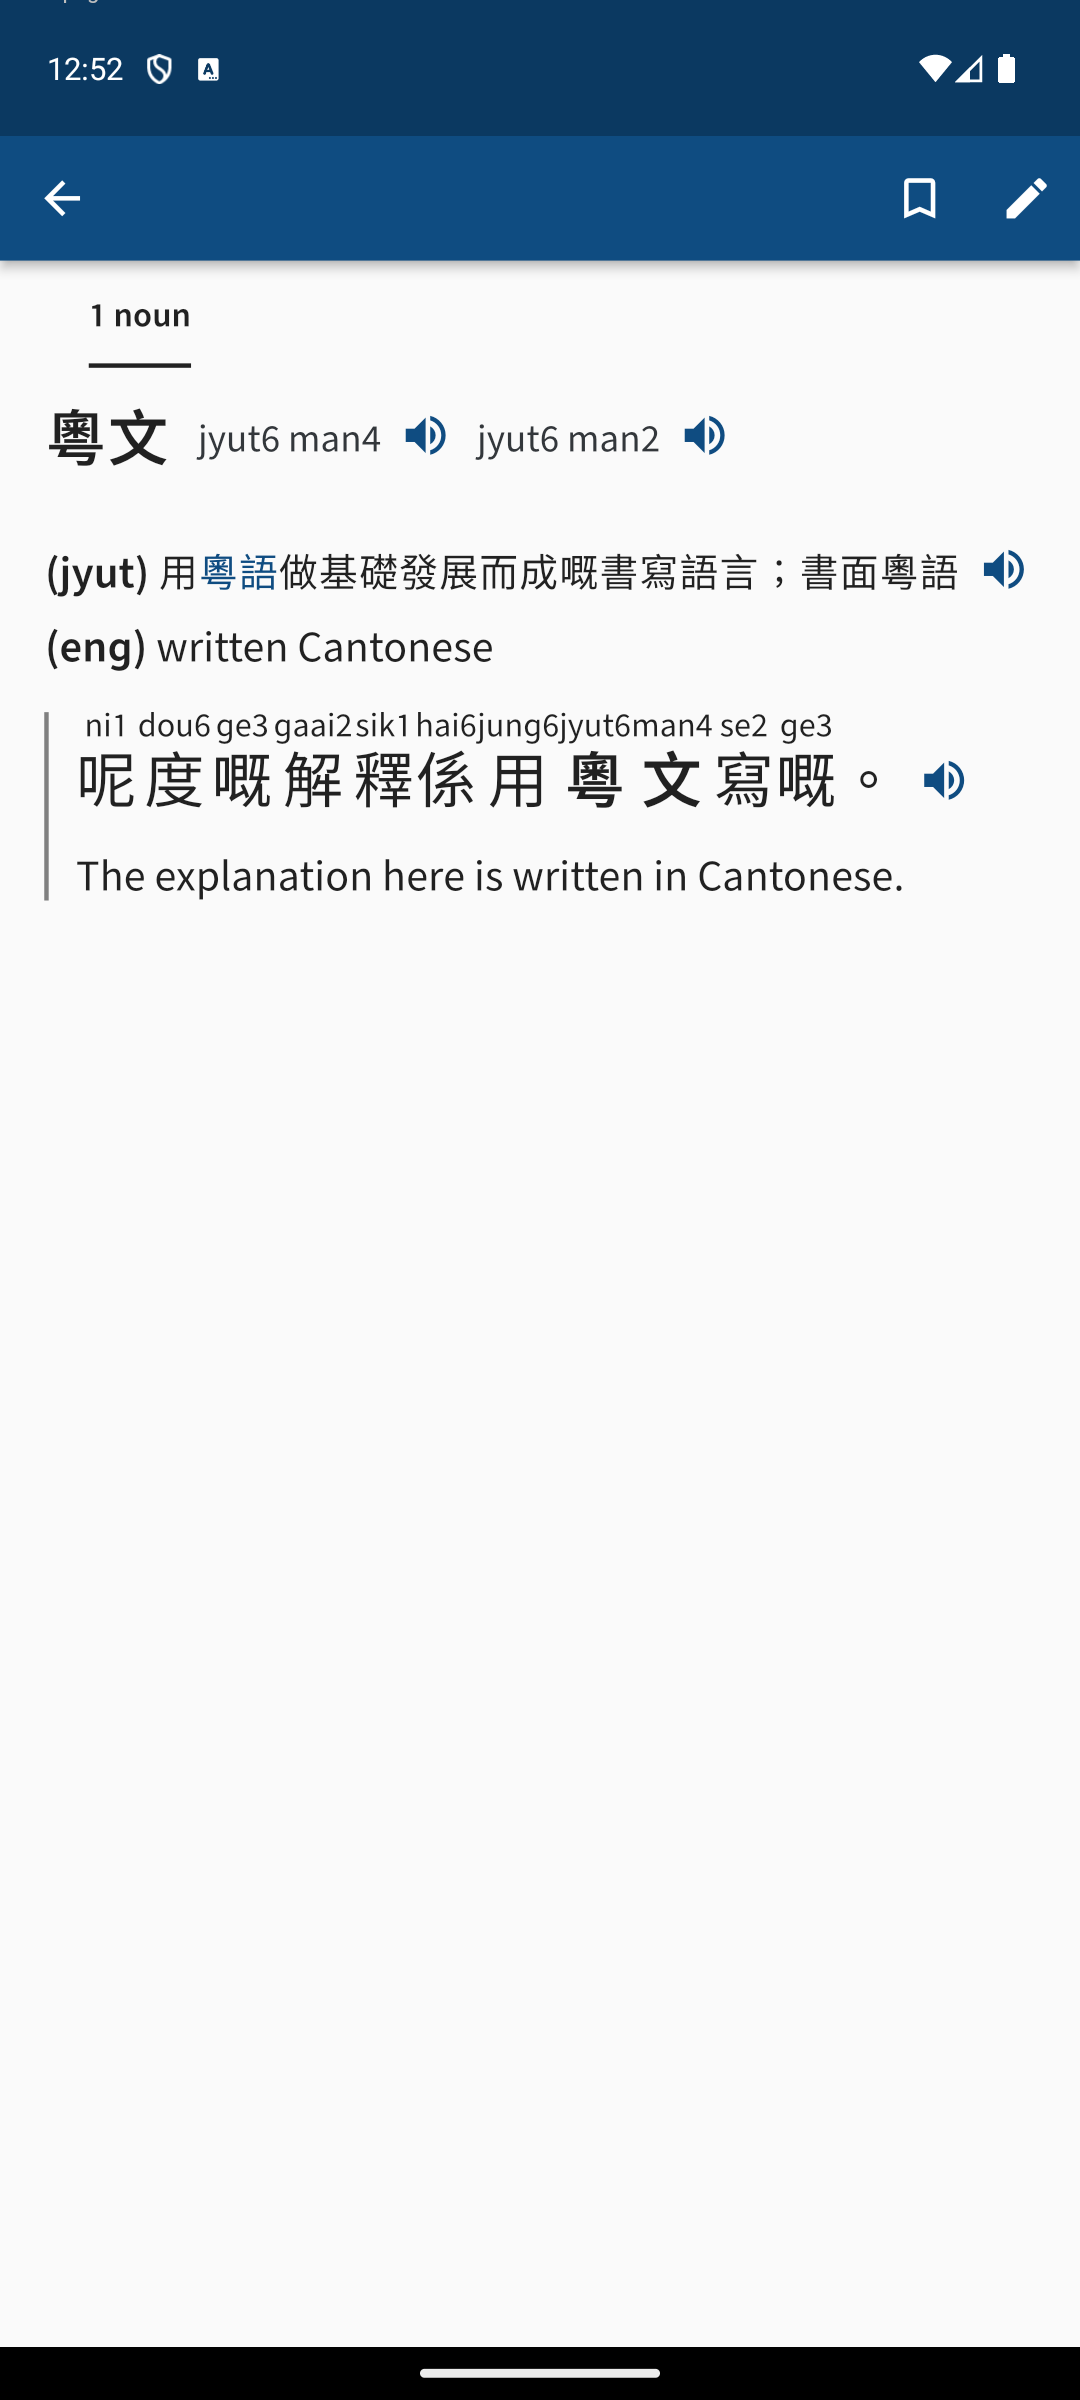 12:52
1 noun
粵文 jyut6 man4 jyut6 man2
(jyut) 用粵語做基礎發展而成嘅書寫語言；書面粵語
(eng) written Cantonese
ni1 dou6 ge3 gaai2 sik1 hai6 jung6 jyut6 man4 se2 ge3
呢度嘅解釋係用粵文寫嘅。
The explanation here is written in Cantonese.